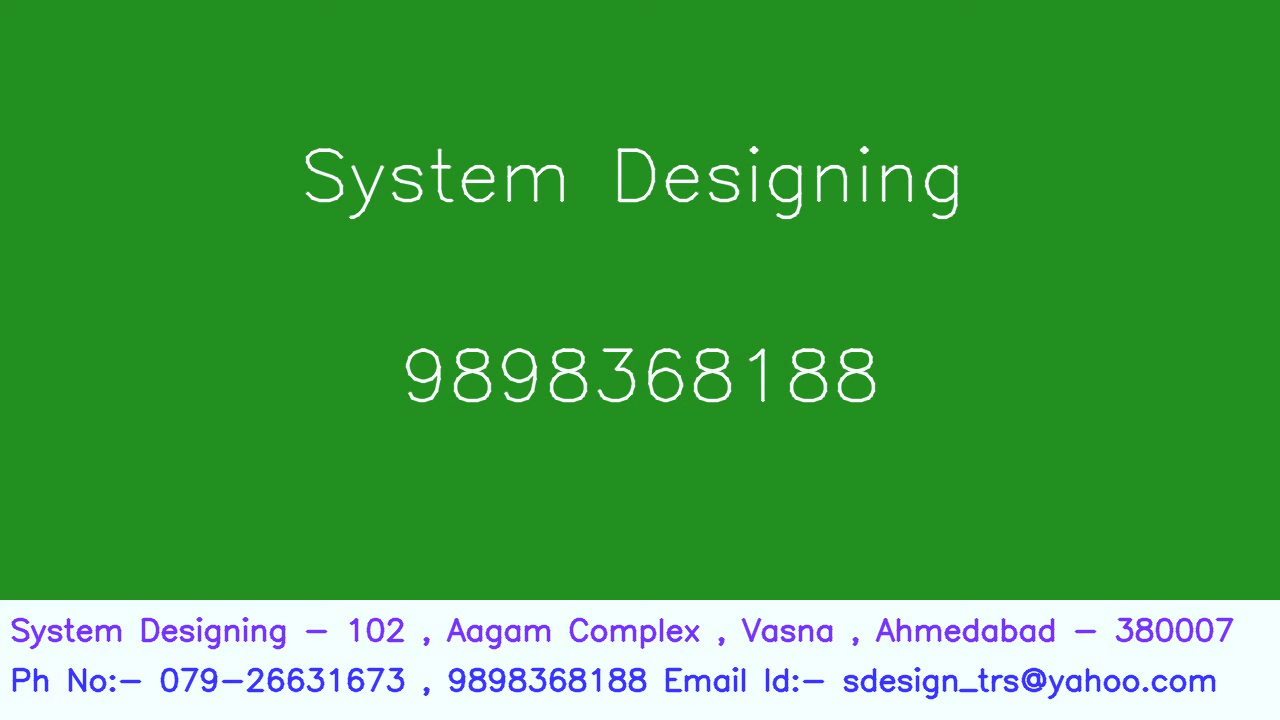 System Designing
9898368188
System Designing - 102 , Aagam Complex , Vasna , Ahmedabad - 380007
Ph No:- 079-26631673 , 9898368188 Email Id:- sdesign_trs@yahoo.com